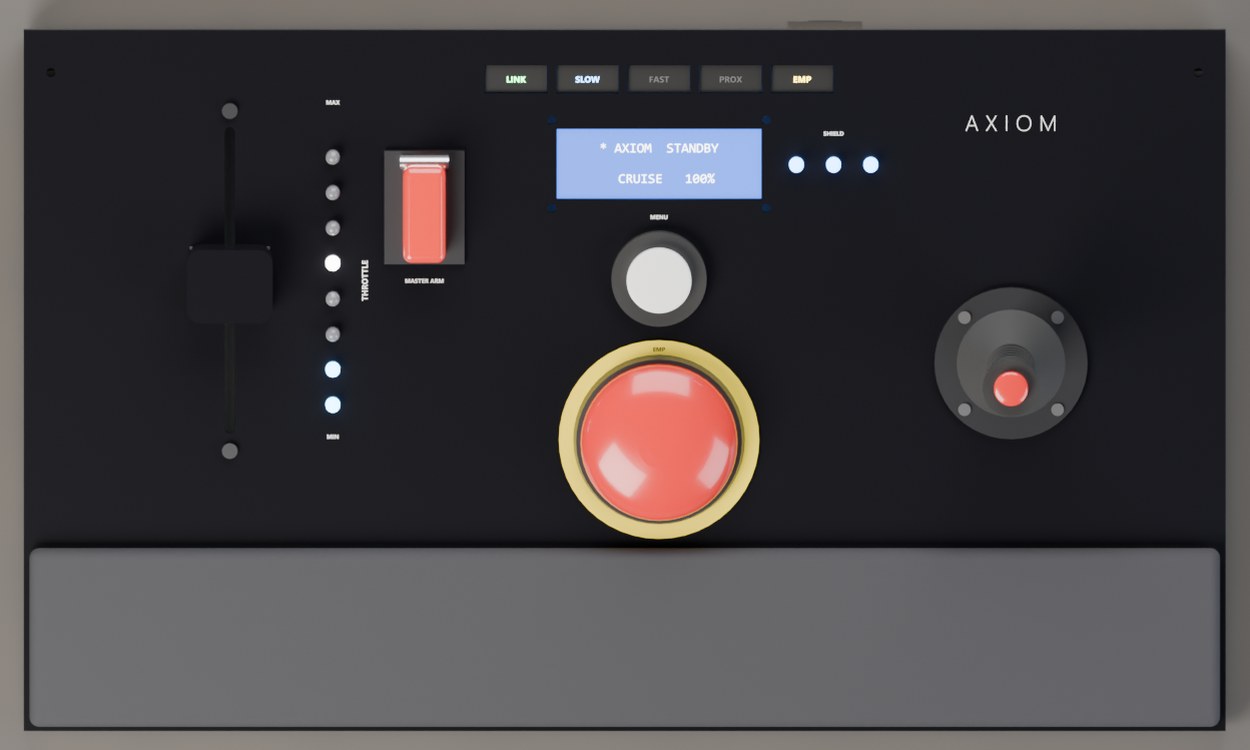 LINK SLOW FAST PROX EMP
MAX
AXIOM
SHIELD
* AXIOM STANDBY
CRUISE 100%
MENU
THROTTLE
MASTER ARM
EMP
MIN